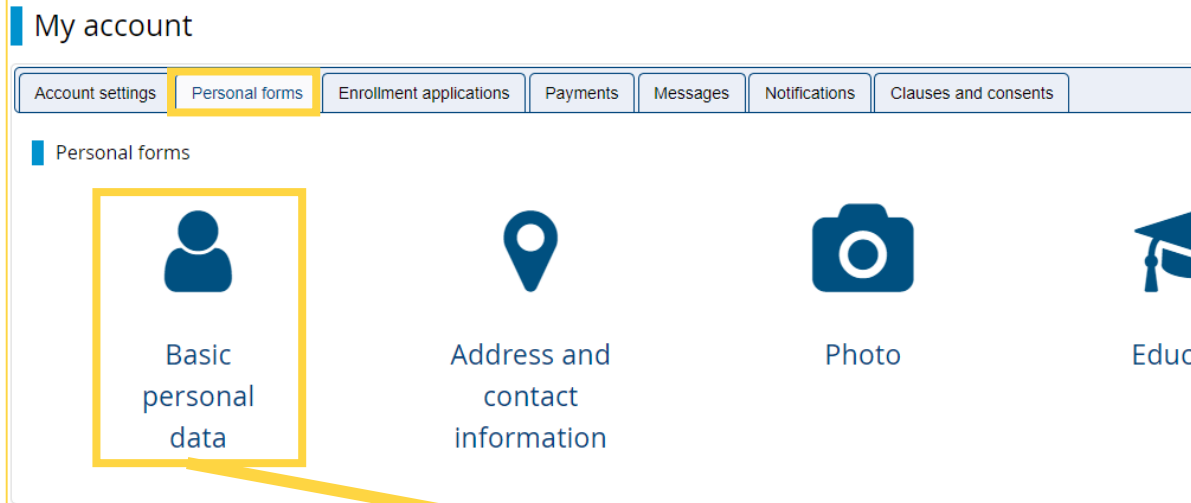 My account
Account settings Personal forms Enrollment applications Payments Messages Notifications Clauses and consents
Personal forms
Basic personal data
Address and contact information
Photo
Educ